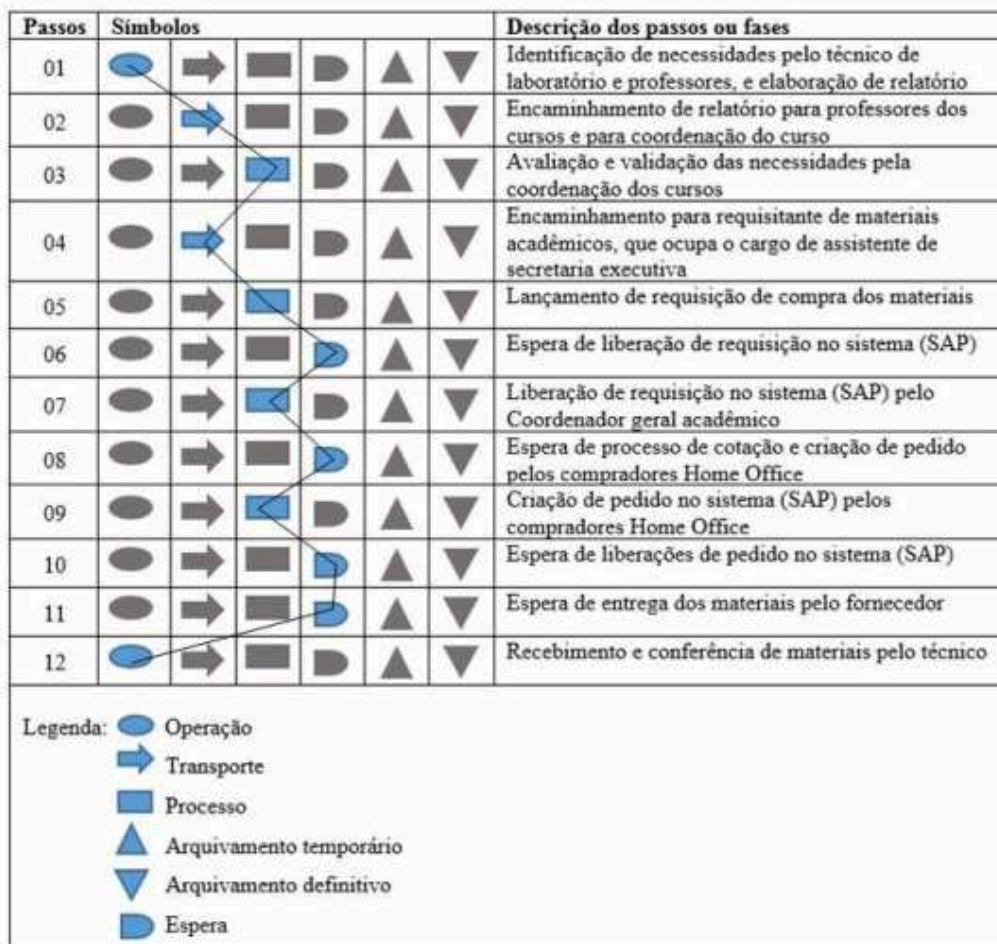 Passos Símbolos Descrição dos passos ou fases
01 Identificação de necessidades pelo técnico de
laboratório e professores, e elaboração de relatório
02 Encaminhamento de relatório para professores dos
cursos e para coordenação do curso
03 Avaliação e validação das necessidades pela
coordenação dos cursos
04 Encaminhamento para requisitante de materiais
acadêmicos, que ocupa o cargo de assistente de
secretaria executiva
05 Lançamento de requisição de compra dos materiais
06 Espera de liberação de requisição no sistema (SAP)
07 Liberação de requisição no sistema (SAP) pelo
Coordenador geral acadêmico
08 Espera de processo de cotação e criação de pedido
pelos compradores Home Office
09 Criação de pedido no sistema (SAP) pelos
compradores Home Office
10 Espera de liberações de pedido no sistema (SAP)
11 Espera de entrega dos materiais pelo fornecedor
12 Recebimento e conferência de materiais pelo técnico
Legenda: Operação
Transporte
Processo
Arquivamento temporário
Arquivamento definitivo
Espera